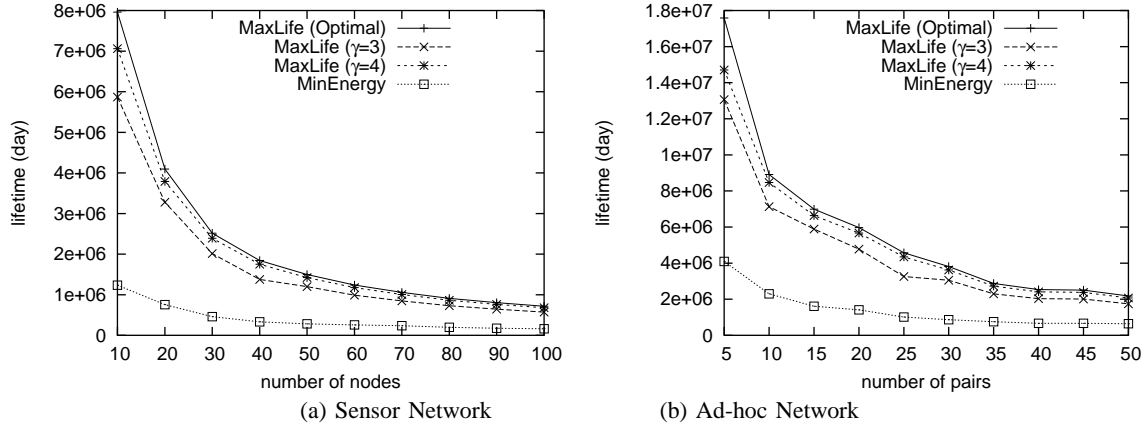 MaxLife (Optimal)
MaxLife (γ=3)
MaxLife (γ=4)
MinEnergy
8e+06
7e+06
6e+06
5e+06
4e+06
3e+06
2e+06
1e+06
0
lifetime (day)
10 20 30 40 50 60 70 80 90 100
number of nodes
(a) Sensor Network
MaxLife (Optimal)
MaxLife (γ=3)
MaxLife (γ=4)
MinEnergy
1.8e+07
1.6e+07
1.4e+07
1.2e+07
1e+07
8e+06
6e+06
4e+06
2e+06
0
lifetime (day)
5 10 15 20 25 30 35 40 45 50
number of pairs
(b) Ad-hoc Network